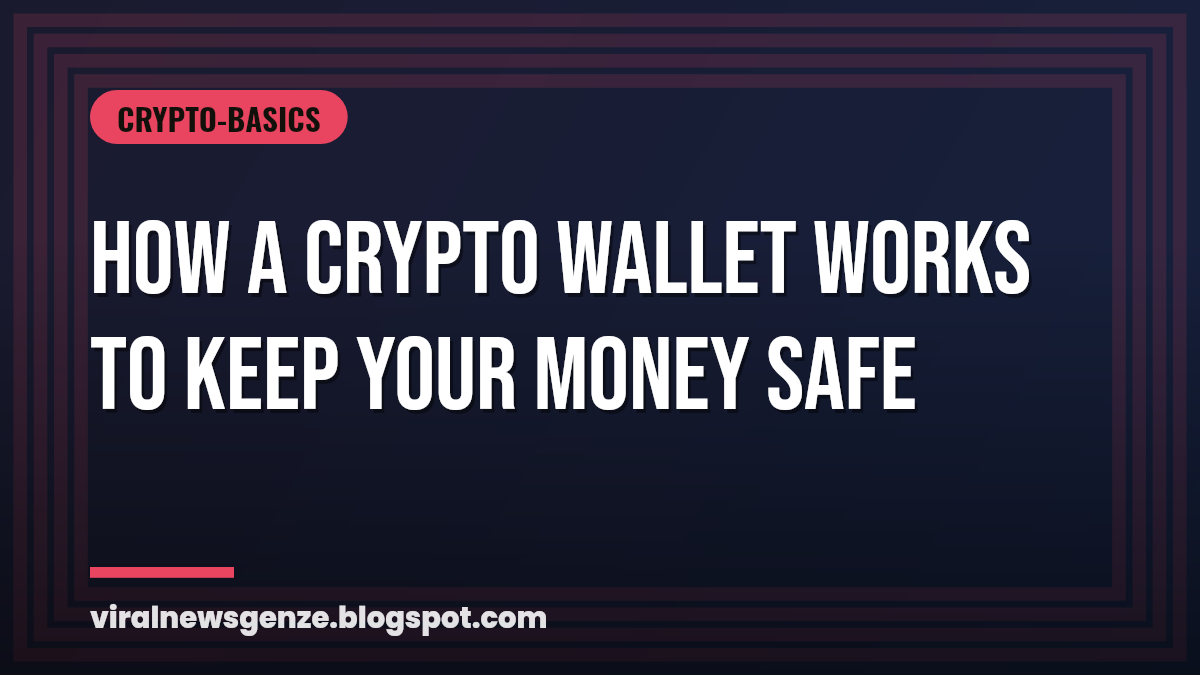 CRYPTO-BASICS
HOW A CRYPTO WALLET WORKS
TO KEEP YOUR MONEY SAFE
viralnewsgenze.blogspot.com